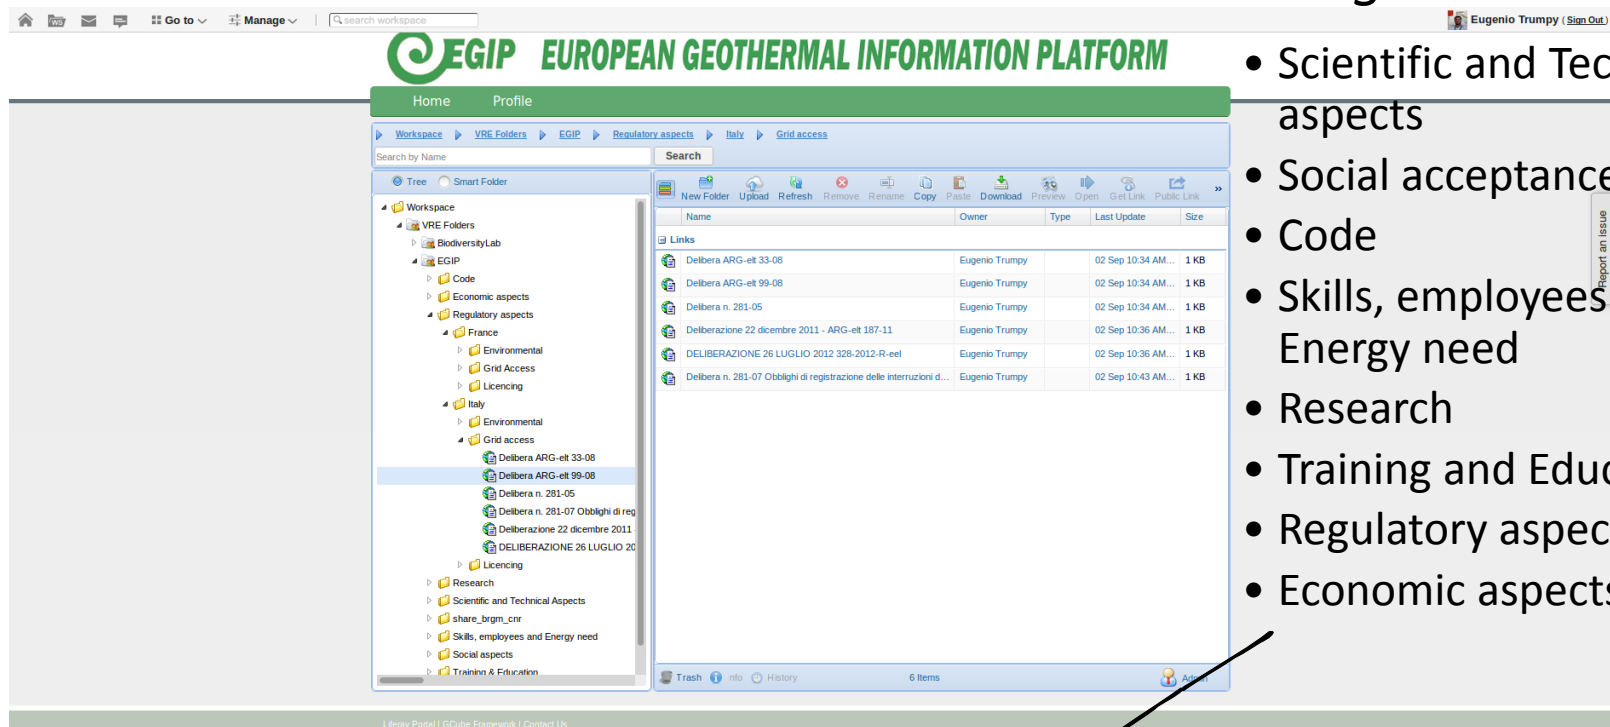 Go to
Manage
search workspace
Eugenio Trumpy ( Sign Out )
EGIP EUROPEAN GEOTHERMAL INFORMATION PLATFORM
Home Profile
Workspace VRE Folders EGIP Regulatory aspects Italy Grid access
Search by Name
Search
Tree Smart Folder
Workspace
VRE Folders
BiodiversityLab
EGIP
Code
Economic aspects
Regulatory aspects
France
Environmental
Grid Access
Licencing
Italy
Environmental
Grid access
Delibera ARG-elt 33-08
Delibera ARG-elt 99-08
Delibera n. 281-05
Delibera n. 281-07 Obblighi di reg
Deliberazione 22 dicembre 2011 -
DELIBERAZIONE 26 LUGLIO 20
Licencing
Research
Scientific and Technical Aspects
share_brgm_cnr
Skills, employees and Energy need
Social aspects
Training & Education
New Folder Upload Refresh Remove Rename Copy Paste Download Preview Open Get Link Public Link »
Name Owner Type Last Update Size
Links
Delibera ARG-elt 33-08 Eugenio Trumpy 02 Sep 10:34 AM... 1 KB
Delibera ARG-elt 99-08 Eugenio Trumpy 02 Sep 10:34 AM... 1 KB
Delibera n. 281-05 Eugenio Trumpy 02 Sep 10:34 AM... 1 KB
Deliberazione 22 dicembre 2011 - ARG-elt 187-11 Eugenio Trumpy 02 Sep 10:36 AM... 1 KB
DELIBERAZIONE 26 LUGLIO 2012 328-2012-R-eel Eugenio Trumpy 02 Sep 10:36 AM... 1 KB
Delibera n. 281-07 Obblighi di registrazione delle interruzioni d... Eugenio Trumpy 02 Sep 10:43 AM... 1 KB
Trash nfo History 6 Items
Liferay Portal | GCube Framework | Contact Us
• Scientific and Tec
aspects
• Social acceptance
• Code
• Skills, employees
Energy need
• Research
• Training and Educ
• Regulatory aspec
• Economic aspects
Report an issue